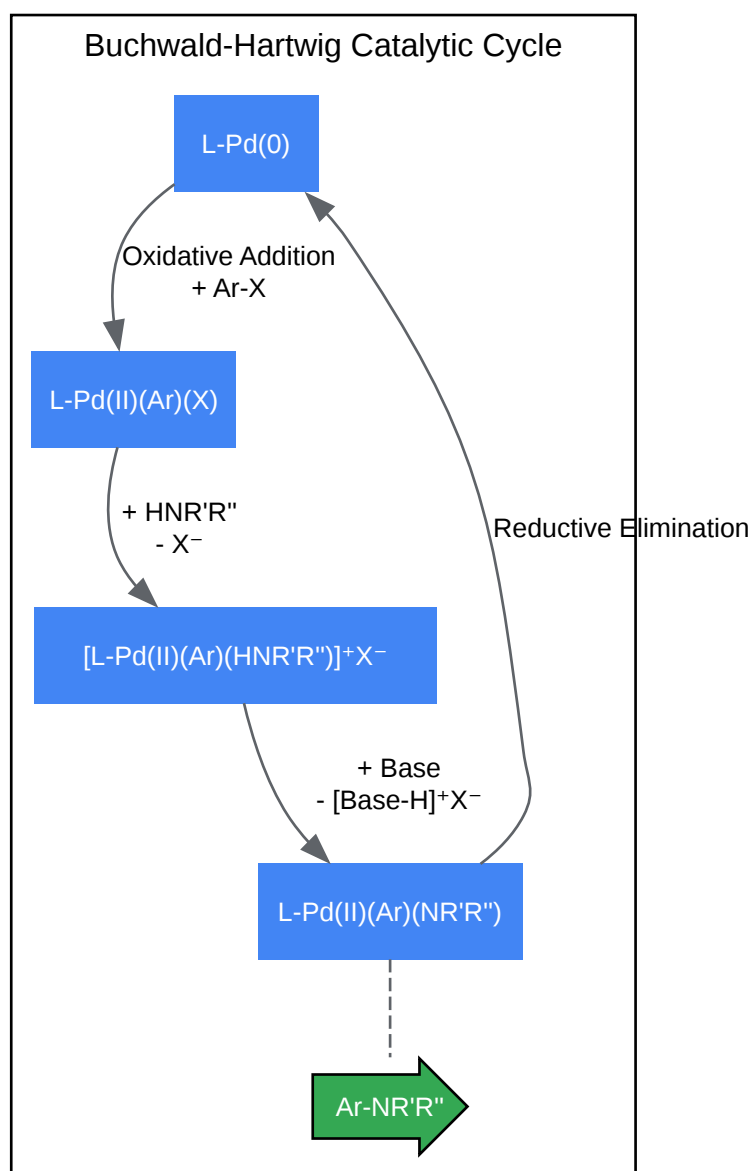 Buchwald-Hartwig Catalytic Cycle
L-Pd(0)
Oxidative Addition
+ Ar-X
L-Pd(II)(Ar)(X)
+ HNR'R"
- X⁻
Reductive Elimination
[L-Pd(II)(Ar)(HNR'R")]⁺X⁻
+ Base
- [Base-H]⁺X⁻
L-Pd(II)(Ar)(NR'R")
Ar-NR'R"